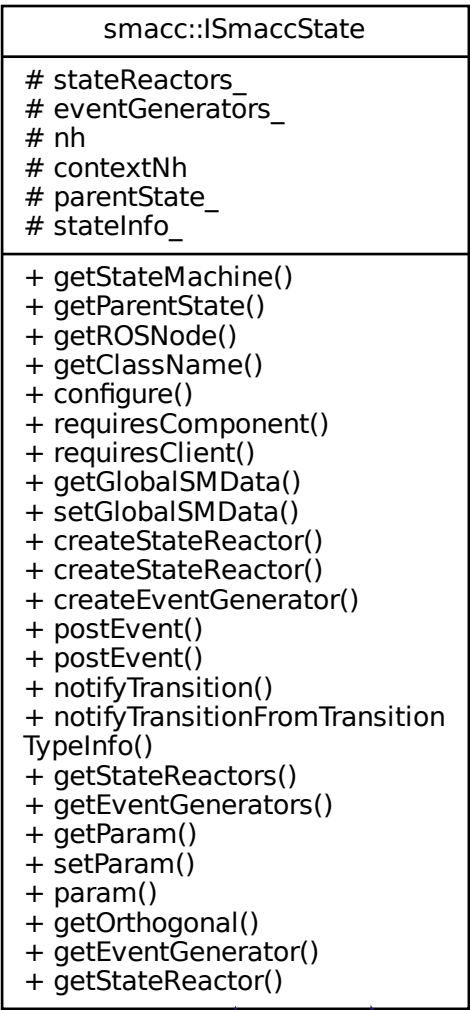 smacc::ISmaccState
# stateReactors_
# eventGenerators_
# nh
# contextNh
# parentState_
# stateInfo_
+ getStateMachine()
+ getParentState()
+ getROSNode()
+ getClassName()
+ configure()
+ requiresComponent()
+ requiresClient()
+ getGlobalSMData()
+ setGlobalSMData()
+ createStateReactor()
+ createStateReactor()
+ createEventGenerator()
+ postEvent()
+ postEvent()
+ notifyTransition()
+ notifyTransitionFromTransition
TypeInfo()
+ getStateReactors()
+ getEventGenerators()
+ getParam()
+ setParam()
+ param()
+ getOrthogonal()
+ getEventGenerator()
+ getStateReactor()